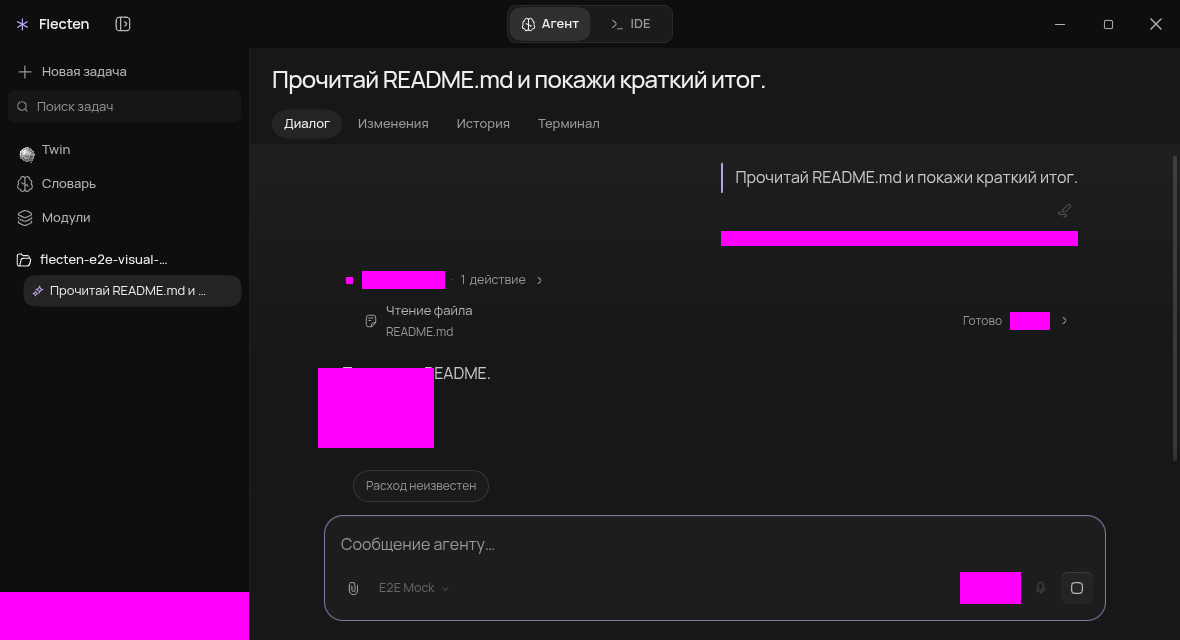 Flecten
Агент
IDE
Новая задача
Поиск задач
Twin
Словарь
Модули
flecten-e2e-visual-...
Прочитай README.md и ...
Прочитай README.md и покажи краткий итог.
Диалог
Изменения
История
Терминал
Прочитай README.md и покажи краткий итог.
· 1 действие
Чтение файла
README.md
Готово
README.
Расход неизвестен
Сообщение агенту...
E2E Mock